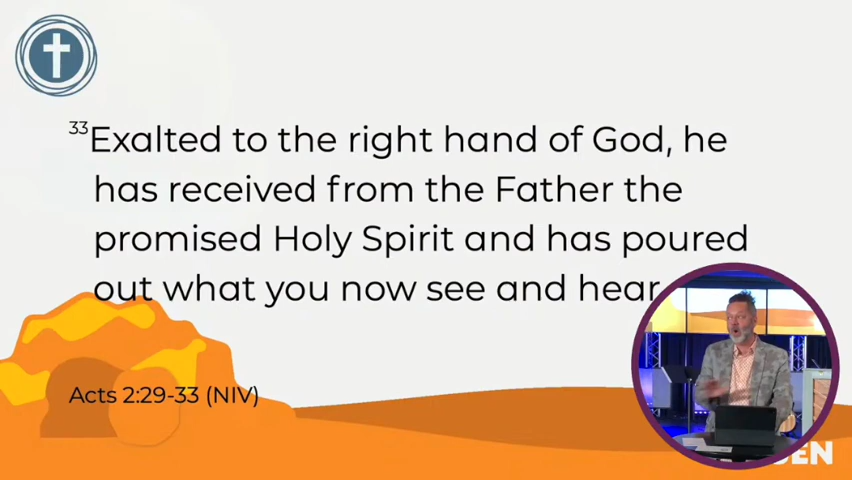 33Exalted to the right hand of God, he
has received from the Father the
promised Holy Spirit and has poured
out what you now see and hear
Acts 2:29-33 (NIV)